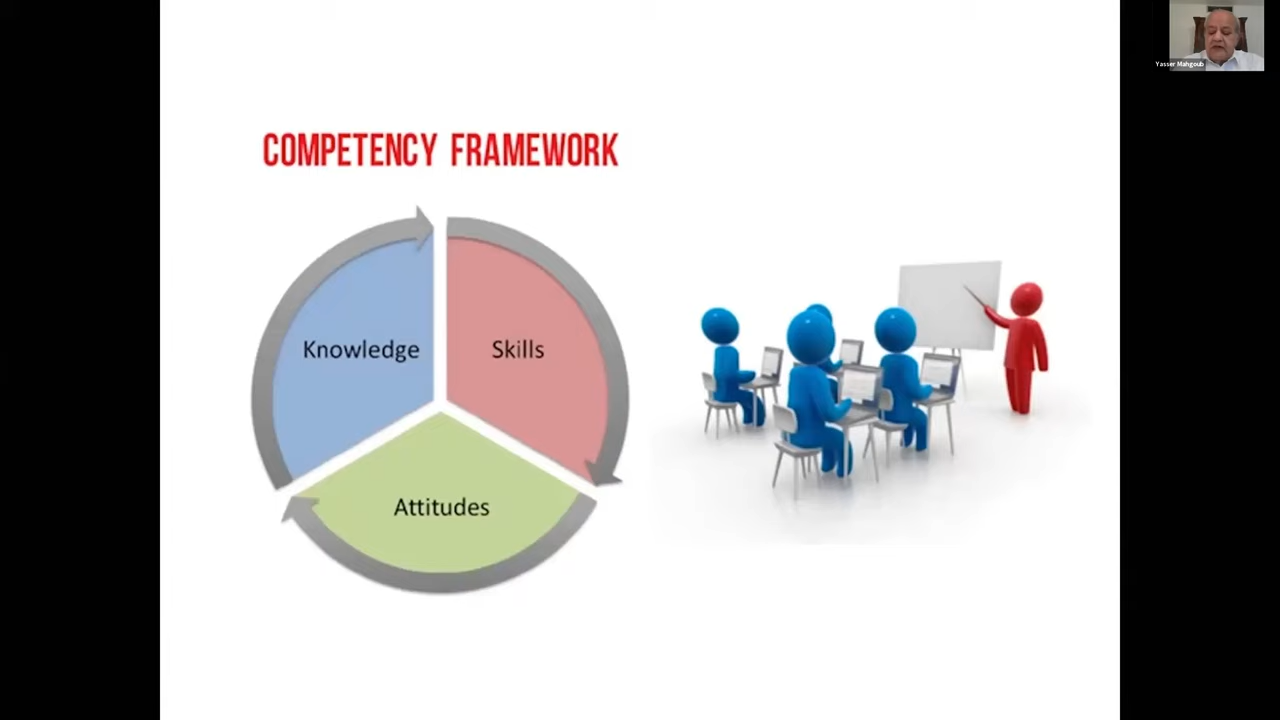 Yasser Mahgoub
COMPETENCY FRAMEWORK
Knowledge
Skills
Attitudes